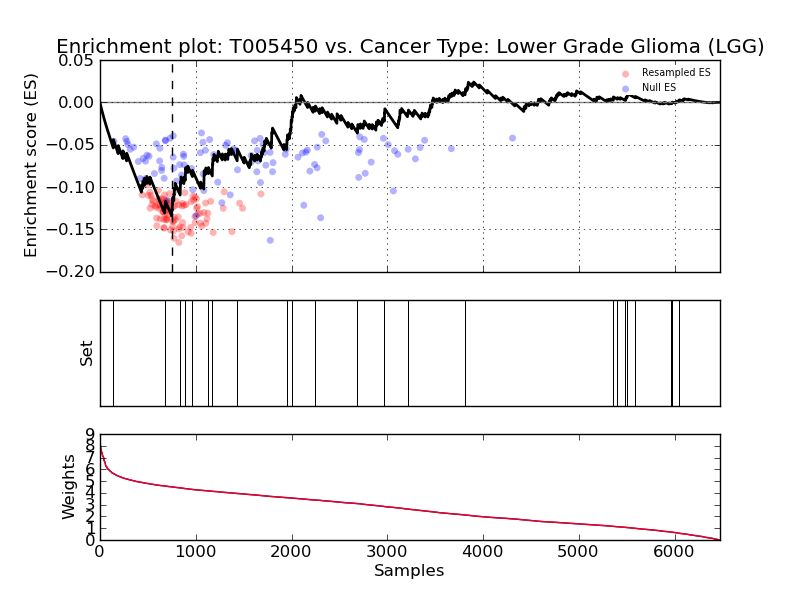 Enrichment plot: T005450 vs. Cancer Type: Lower Grade Glioma (LGG)
Enrichment score (ES)
0.05
0.00
−0.05
−0.10
−0.15
−0.20
Resampled ES
Null ES
Set
Weights
9
8
7
6
5
4
3
2
1
0
0 1000 2000 3000 4000 5000 6000
Samples